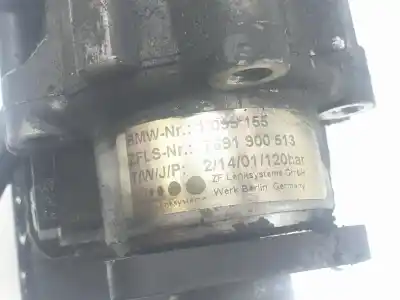 BMW-Nr.: 1 095 155
ZFLS-Nr.: 7691 900 513
T/W/J/P: 2/14/01/120bar
ZF Lenksysteme GmbH
Werk Berlin Germany
Lenksysteme